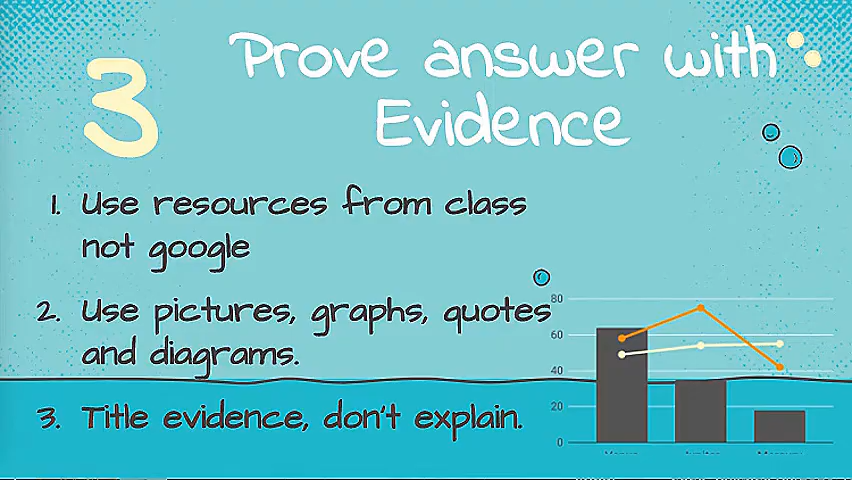 3
Prove answer with
Evidence
1. Use resources from class
not google
2. Use pictures, graphs, quotes
and diagrams.
3. Title evidence, don't explain.
80
60
40
20
0